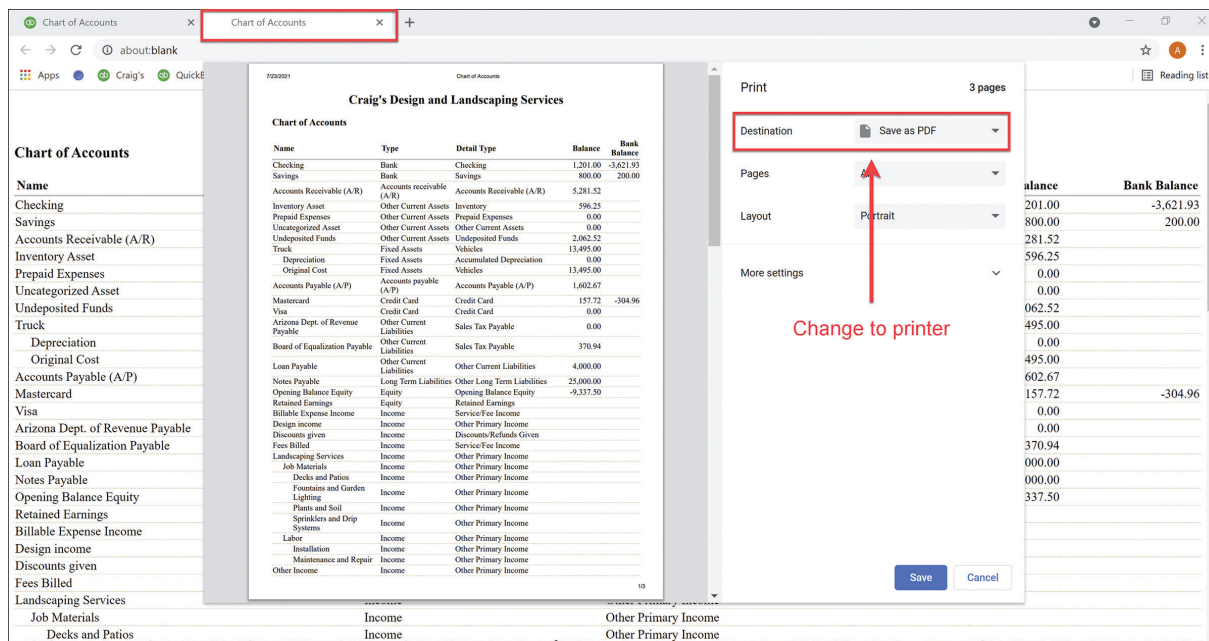 Chart of Accounts
Chart of Accounts
about:blank
Apps
Craig's
QuickB
Reading list
A
Chart of Accounts
Name
alance Bank Balance
Checking 201.00 -3,621.93
Savings 800.00 200.00
Accounts Receivable (A/R) 281.52
Inventory Asset 596.25
Prepaid Expenses 0.00
Uncategorized Asset 0.00
Undeposited Funds 062.52
Truck 495.00
Depreciation 0.00
Original Cost 495.00
Accounts Payable (A/P) 602.67
Mastercard 157.72 -304.96
Visa 0.00
Arizona Dept. of Revenue Payable 0.00
Board of Equalization Payable 370.94
Loan Payable 000.00
Notes Payable 000.00
Opening Balance Equity 337.50
Retained Earnings
Billable Expense Income
Design income
Discounts given
Fees Billed
Landscaping Services
Job Materials Income Other Primary Income
Decks and Patios Income Other Primary Income
7/23/2021 Chart of Accounts
Craig's Design and Landscaping Services
Chart of Accounts
Name Type Detail Type Balance Bank
Balance
Checking Bank Checking 1,201.00 -3,621.93
Savings Bank Savings 800.00 200.00
Accounts Receivable (A/R) Accounts receivable Accounts Receivable (A/R) 5,281.52
(A/R)
Inventory Asset Other Current Assets Inventory 596.25
Prepaid Expenses Other Current Assets Prepaid Expenses 0.00
Uncategorized Asset Other Current Assets Other Current Assets 0.00
Undeposited Funds Other Current Assets Undeposited Funds 2,062.52
Truck Fixed Assets Vehicles 13,495.00
Depreciation Fixed Assets Accumulated Depreciation 0.00
Original Cost Fixed Assets Vehicles 13,495.00
Accounts Payable (A/P) Accounts payable Accounts Payable (A/P) 1,602.67
(A/P)
Mastercard Credit Card Credit Card 157.72 -304.96
Visa Credit Card Credit Card 0.00
Arizona Dept. of Revenue Other Current Sales Tax Payable 0.00
Payable Liabilities
Board of Equalization Payable Other Current Sales Tax Payable 370.94
Liabilities
Loan Payable Other Current Other Current Liabilities 4,000.00
Liabilities
Notes Payable Long Term Liabilities Other Long Term Liabilities 25,000.00
Opening Balance Equity Equity Opening Balance Equity -9,337.50
Retained Earnings Equity Retained Earnings
Billable Expense Income Income Service/Fee Income
Design income Income Other Primary Income
Discounts given Income Discounts/Refunds Given
Fees Billed Income Service/Fee Income
Landscaping Services Income Other Primary Income
Job Materials Income Other Primary Income
Decks and Patios Income Other Primary Income
Fountains and Garden Income Other Primary Income
Lighting
Plants and Soil Income Other Primary Income
Sprinklers and Drip Income Other Primary Income
Systems
Labor Income Other Primary Income
Installation Income Other Primary Income
Maintenance and Repair Income Other Primary Income
Other Income Income Other Primary Income
1/3
Print 3 pages
Destination Save as PDF
Pages
Layout Portrait
More settings
Change to printer
Save Cancel